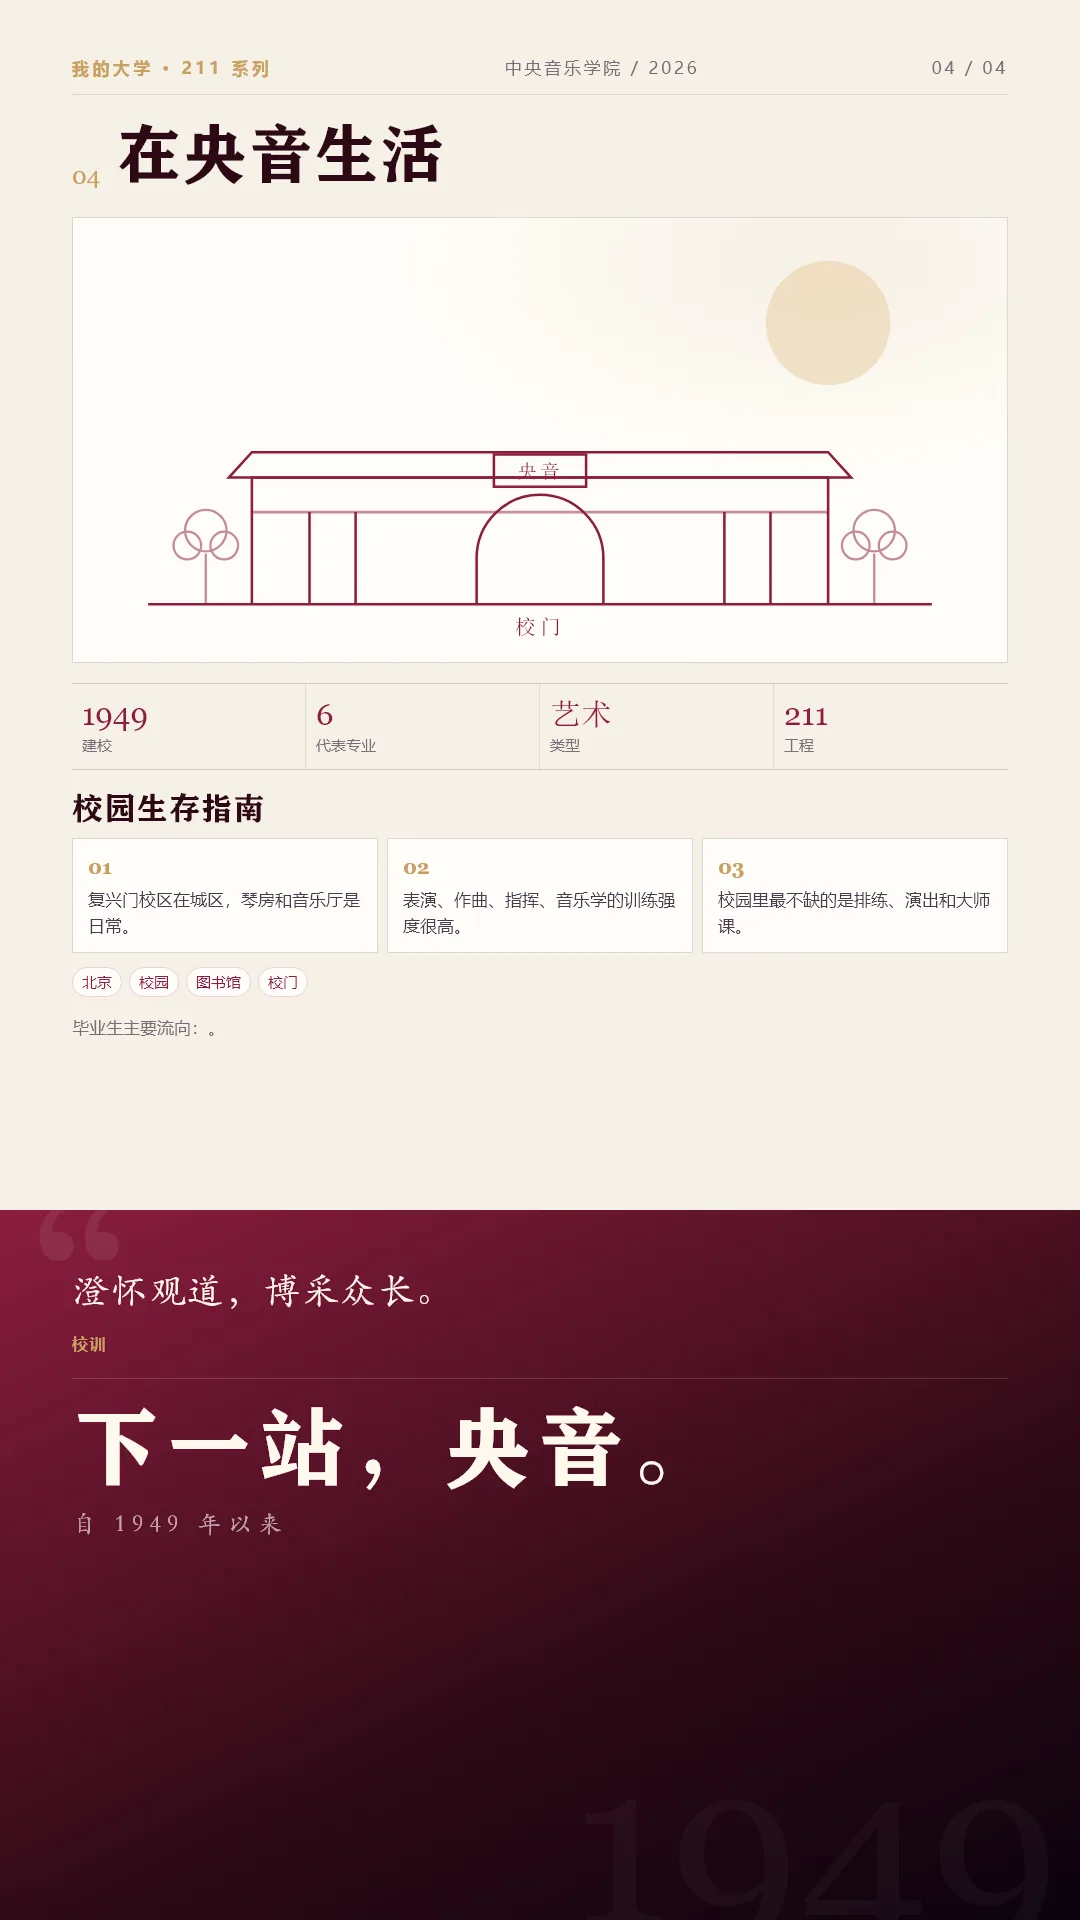 我的大学 • 211 系列
中央音乐学院 / 2026
04 / 04
04 在央音生活
央音
校门
1949
建校
6
代表专业
艺术
类型
211
工程
校园生存指南
01
复兴门校区在城区，琴房和音乐厅是
日常。
02
表演、作曲、指挥、音乐学的训练强
度很高。
03
校园里最不缺的是排练、演出和大师
课。
北京
校园
图书馆
校门
毕业生主要流向：。
“
澄怀观道，博采众长。
校训
下一站，央音。
自 1949 年以来
1949